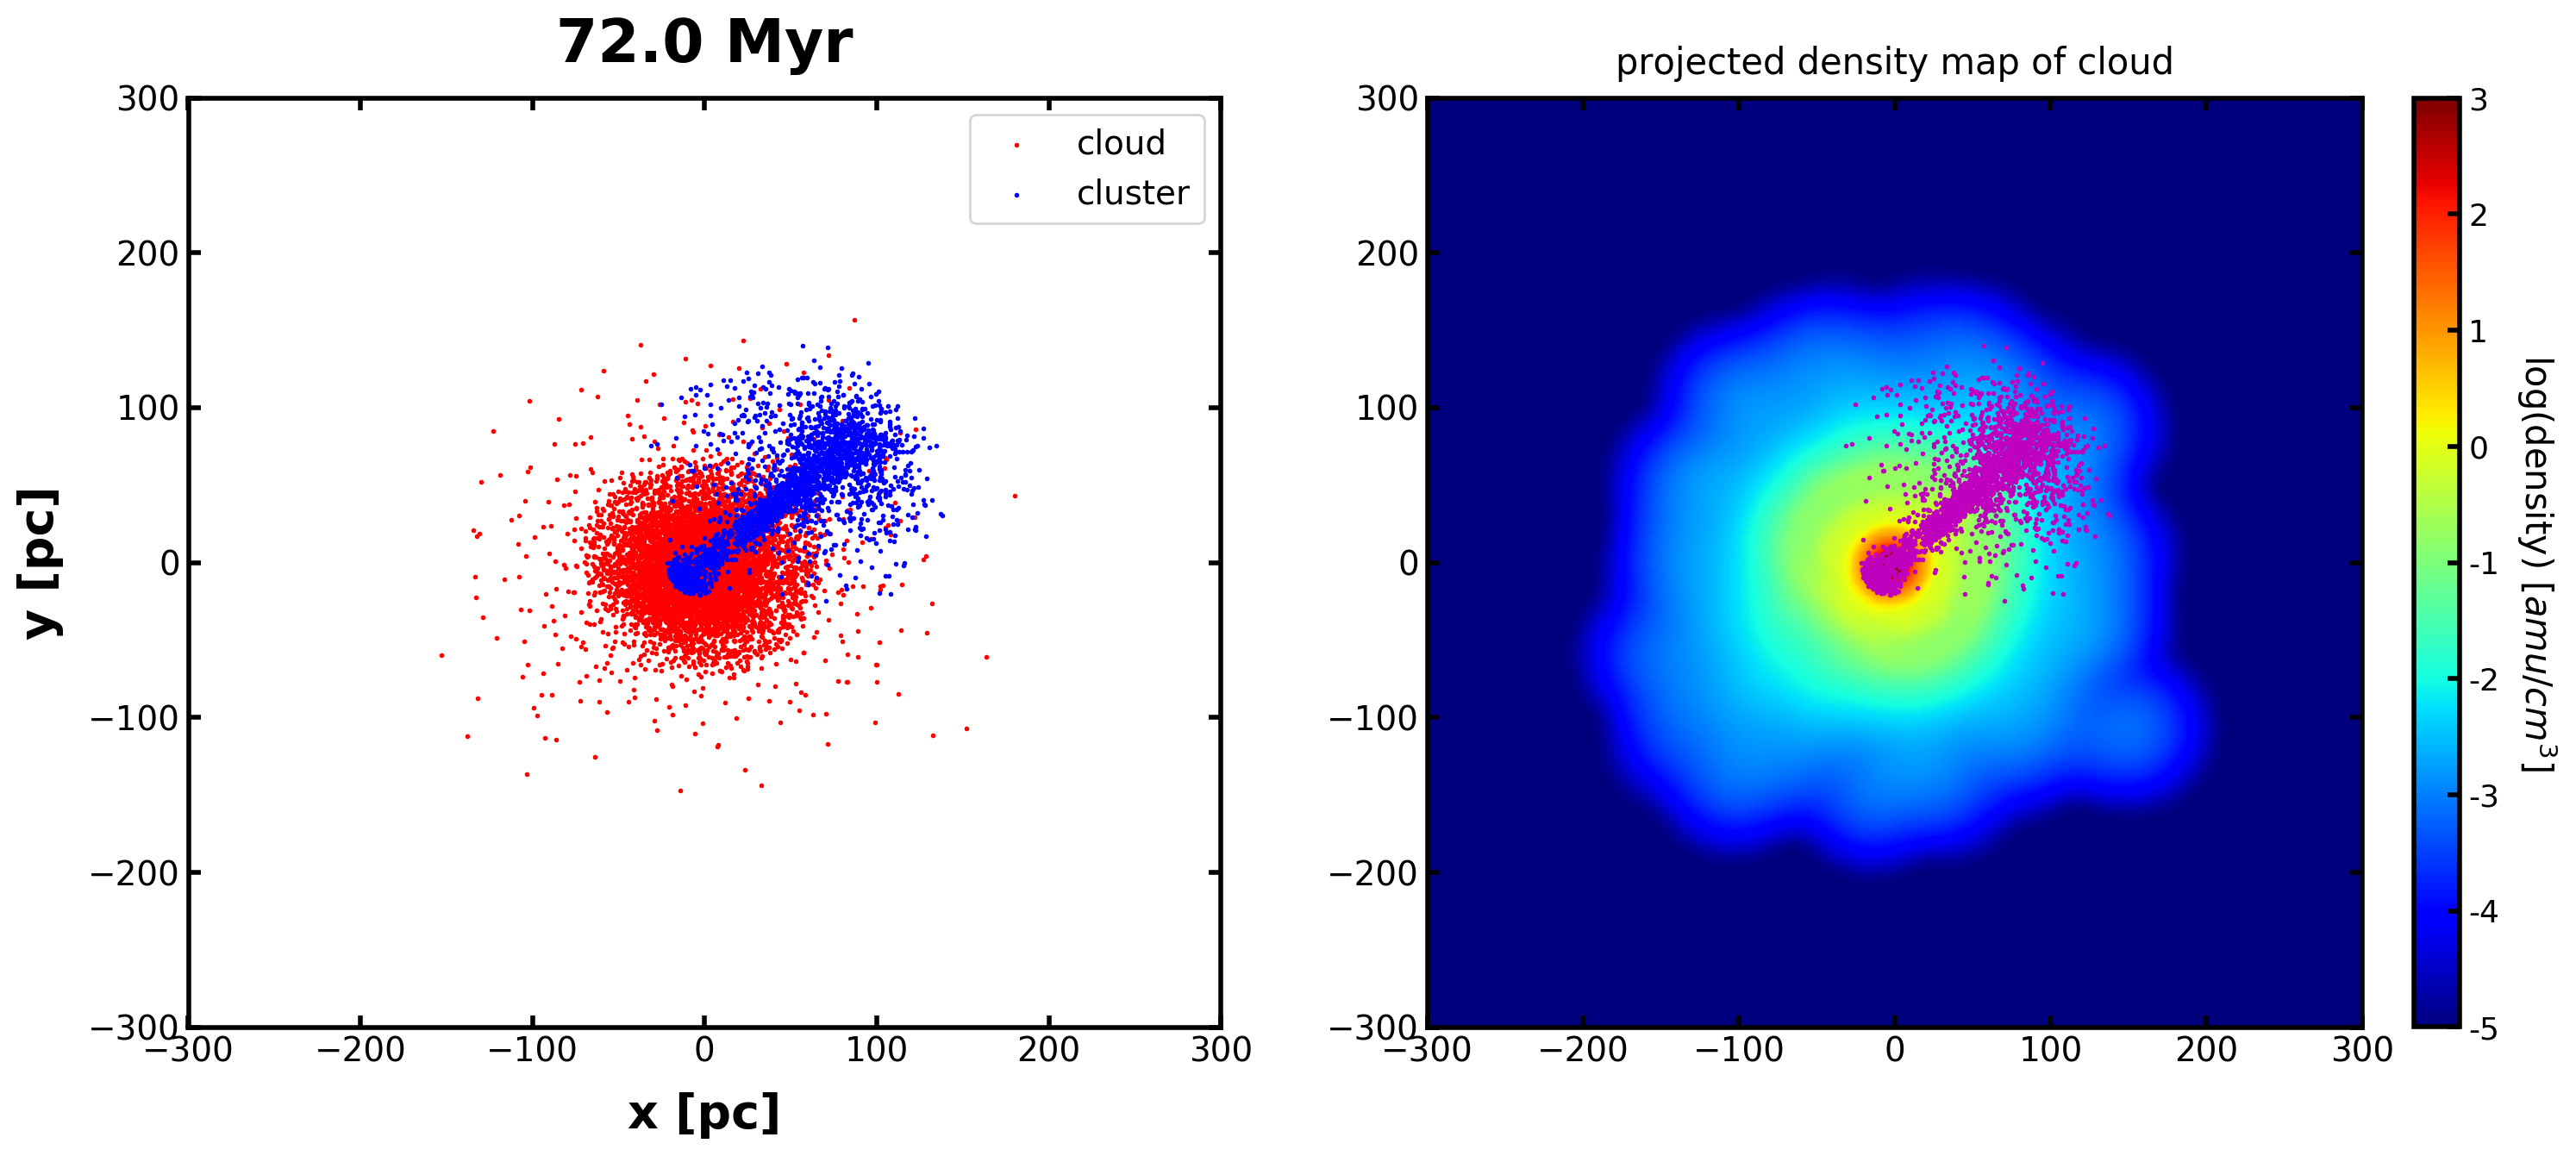 72.0 Myr
300
200
100
0
−100
−200
−300
−300 −200 −100 0 100 200 300
y [pc]
x [pc]
cloud
cluster
projected density map of cloud
300
200
100
0
−100
−200
−300
−300 −200 −100 0 100 200 300
3
2
1
0
-1
-2
-3
-4
-5
log(density) [amu/cm³]